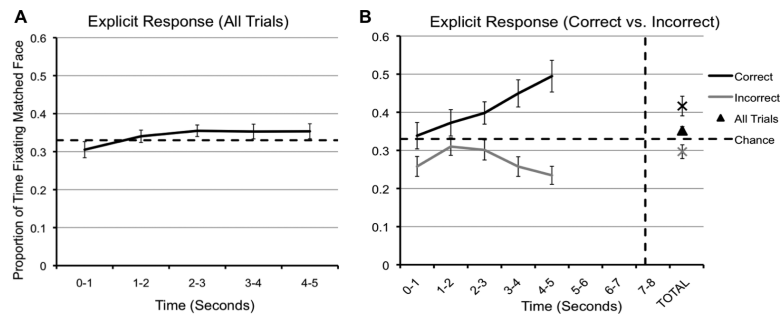 A
Explicit Response (All Trials)
Proportion of Time Fixating Matched Face
0.6
0.5
0.4
0.3
0.2
0.1
0
0-1 1-2 2-3 3-4 4-5
Time (Seconds)
B
Explicit Response (Correct vs. Incorrect)
0.6
0.5
0.4
0.3
0.2
0.1
0
0-1 1-2 2-3 3-4 4-5 5-6 6-7 7-8 TOTAL
Time (Seconds)
Correct
Incorrect
All Trials
Chance